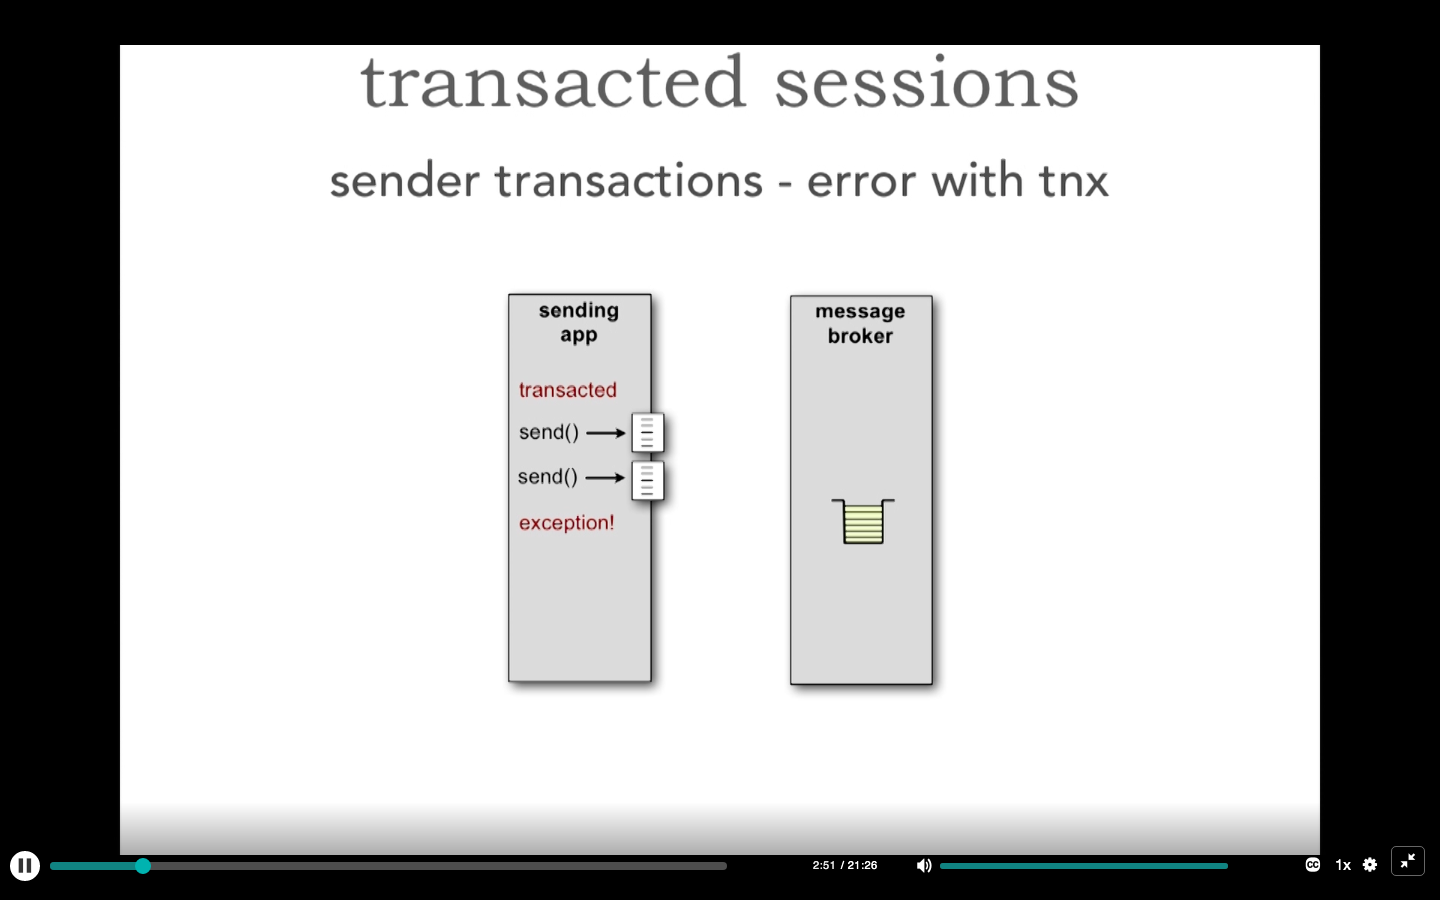 transacted sessions
sender transactions - error with tnx
sending
app
transacted
send()
send()
exception!
message
broker
2:51 / 21:26
CC
1x